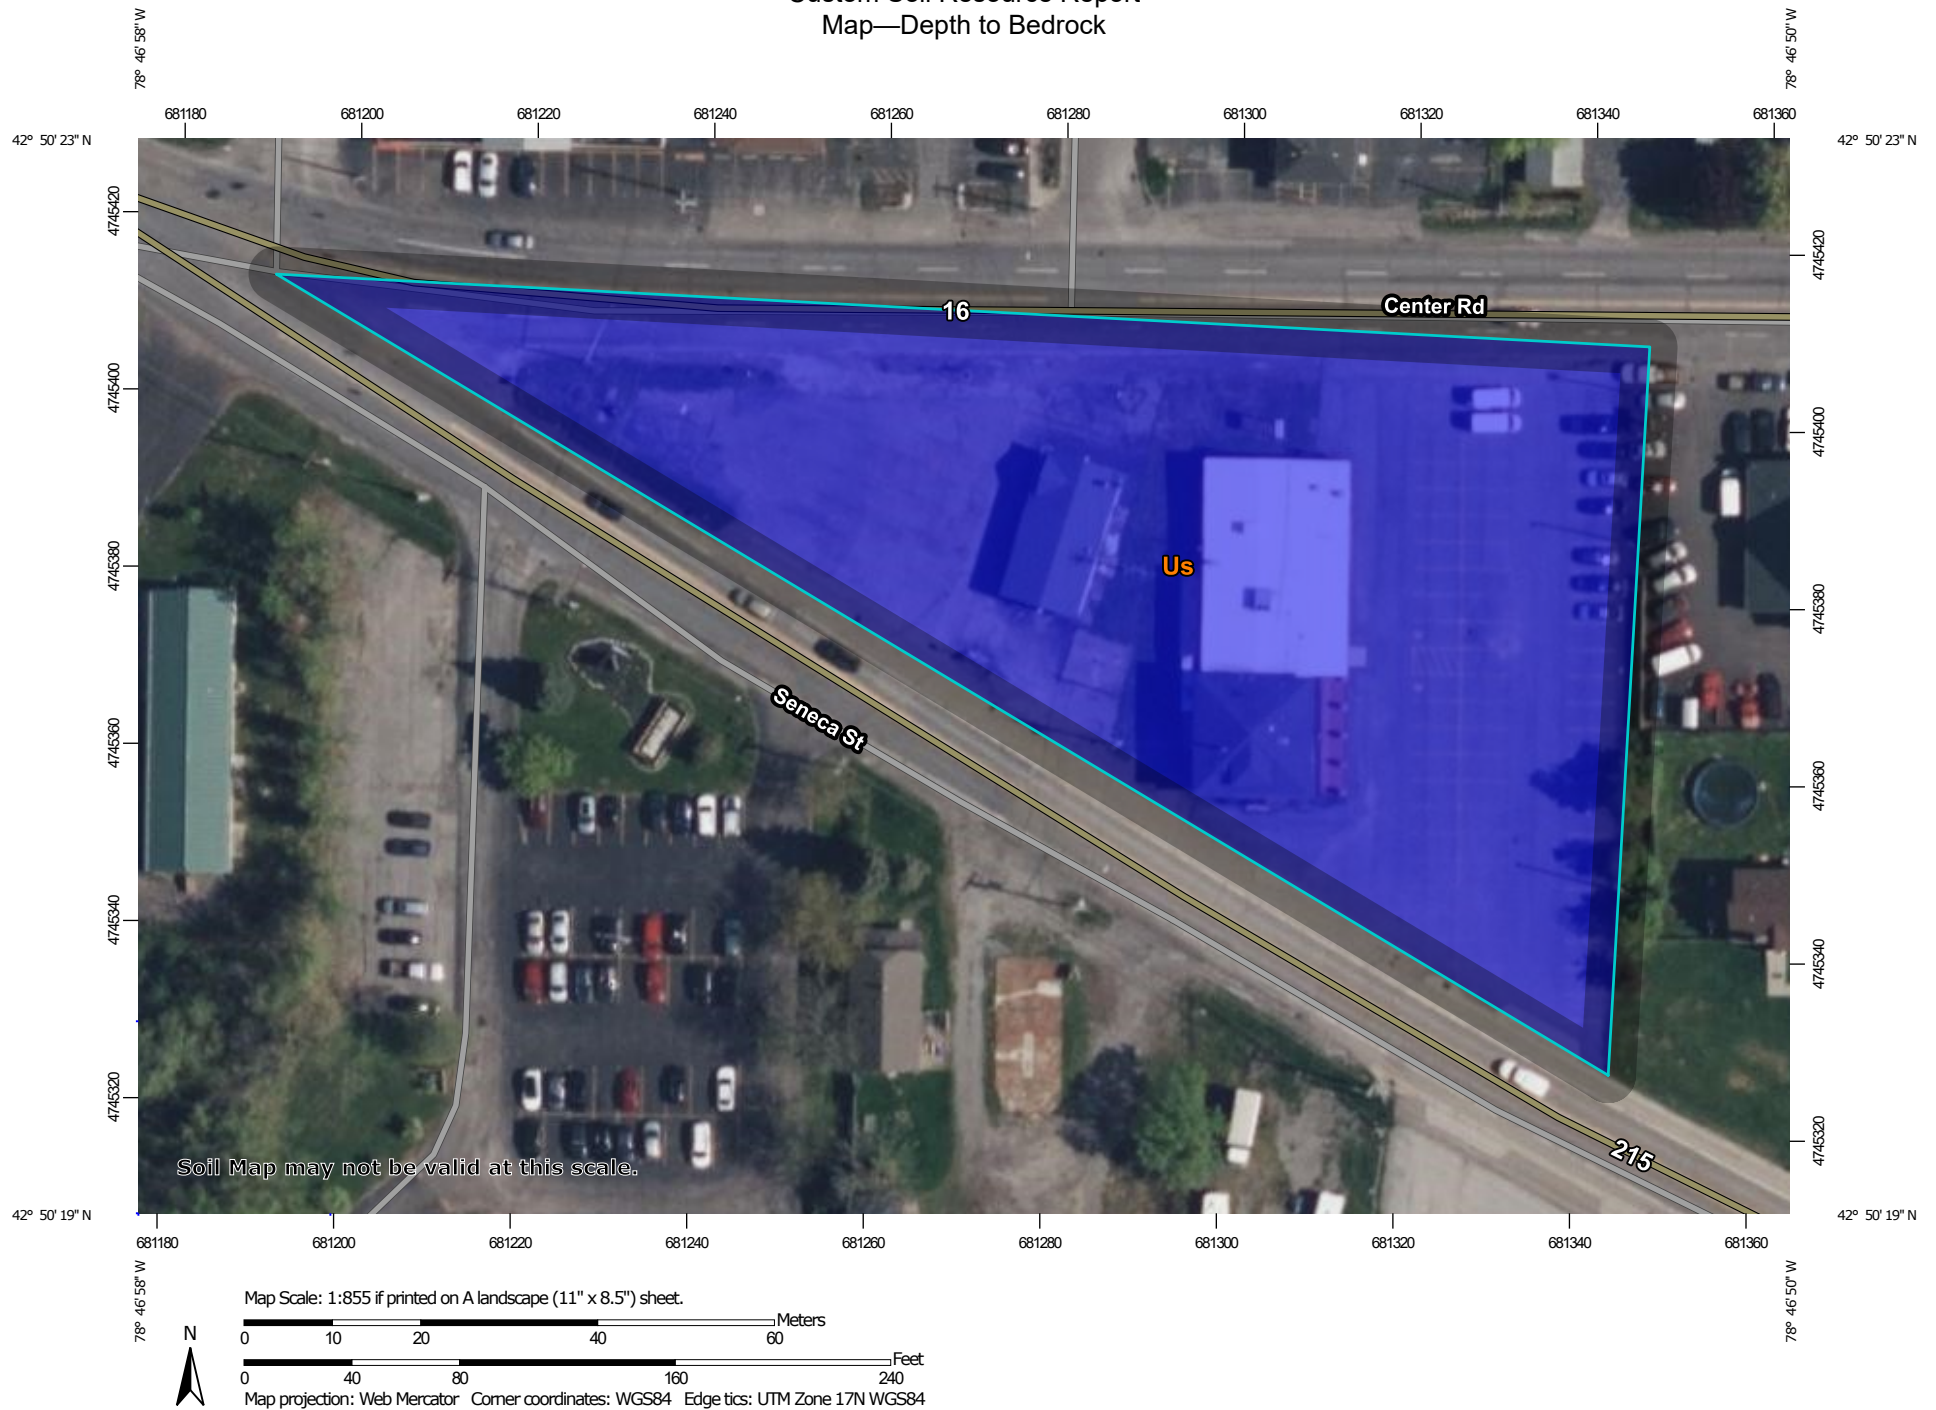 Custom Soil Resource Report
Map—Depth to Bedrock
78° 46' 58'' W
78° 46' 50'' W
681180 681200 681220 681240 681260 681280 681300 681320 681340 681360
42° 50' 23'' N
42° 50' 23'' N
4745420
4745400
4745380
4745360
4745340
4745320
4745420
4745400
4745380
4745360
4745340
4745320
16
Center Rd
Us
Seneca St
215
Soil Map may not be valid at this scale.
42° 50' 19'' N
42° 50' 19'' N
681180 681200 681220 681240 681260 681280 681300 681320 681340 681360
78° 46' 58'' W
78° 46' 50'' W
Map Scale: 1:855 if printed on A landscape (11" x 8.5") sheet.
Meters
0 10 20 40 60
N
Feet
0 40 80 160 240
Map projection: Web Mercator Corner coordinates: WGS84 Edge tics: UTM Zone 17N WGS84